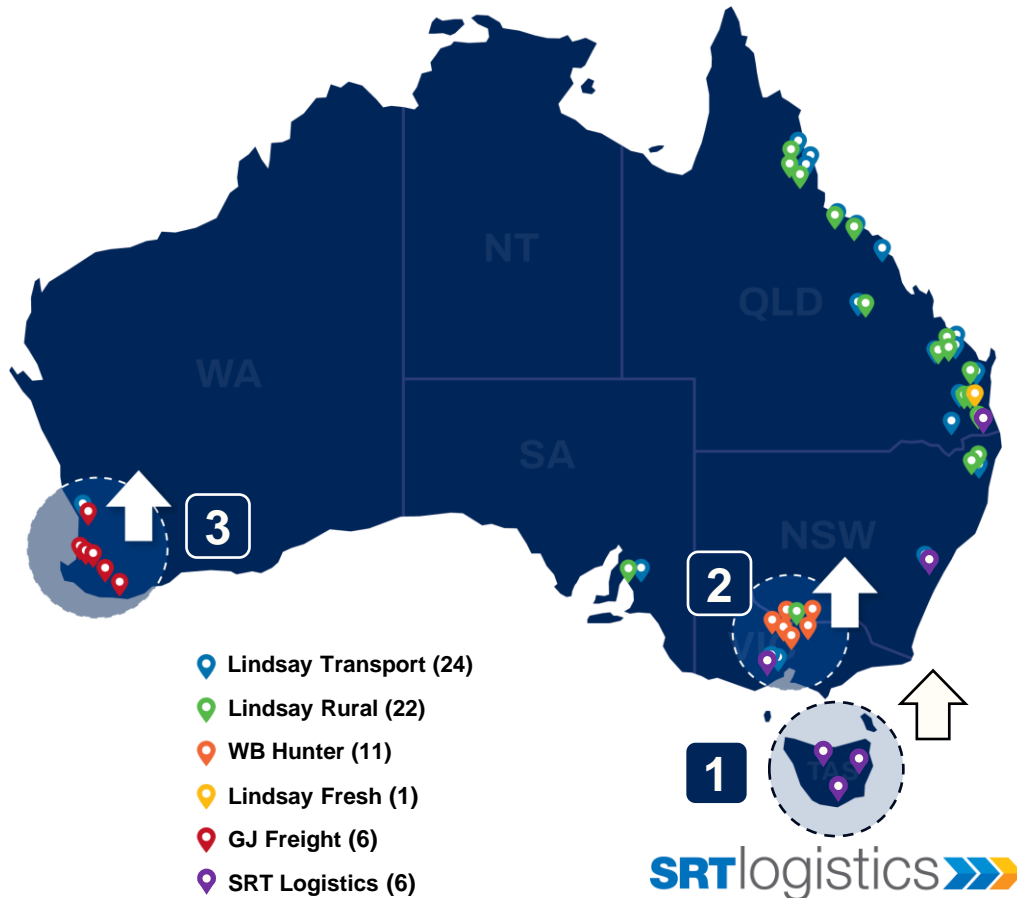 NT
QLD
WA
SA
NSW
3
2
VIC
Lindsay Transport (24)
Lindsay Rural (22)
WB Hunter (11)
Lindsay Fresh (1)
GJ Freight (6)
SRT Logistics (6)
1
TAS
SRTlogistics